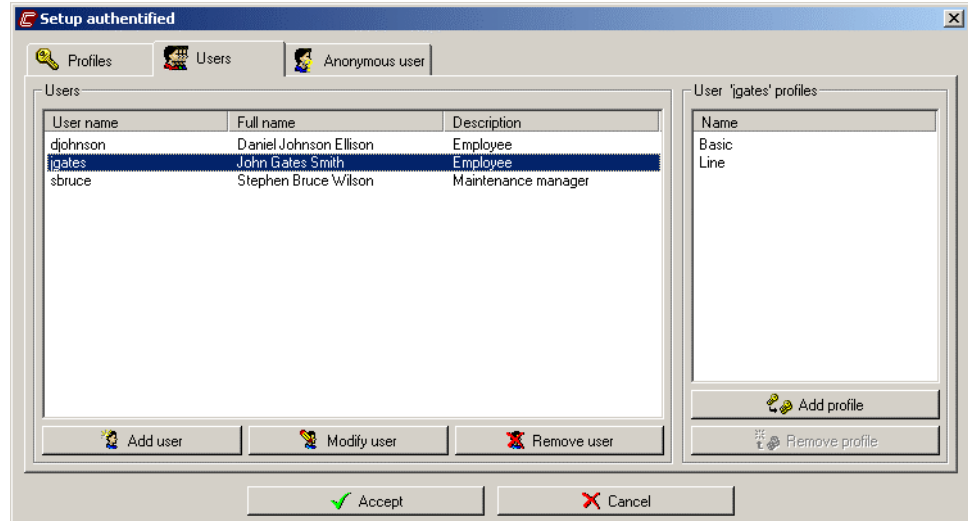 Setup authentified
Profiles Users Anonymous user
Users User 'jgates' profiles
User name Full name Description Name
djohnson Daniel Johnson Ellison Employee Basic
jgates John Gates Smith Employee Line
sbruce Stephen Bruce Wilson Maintenance manager
Add profile
Add user Modify user Remove user Remove profile
Accept Cancel